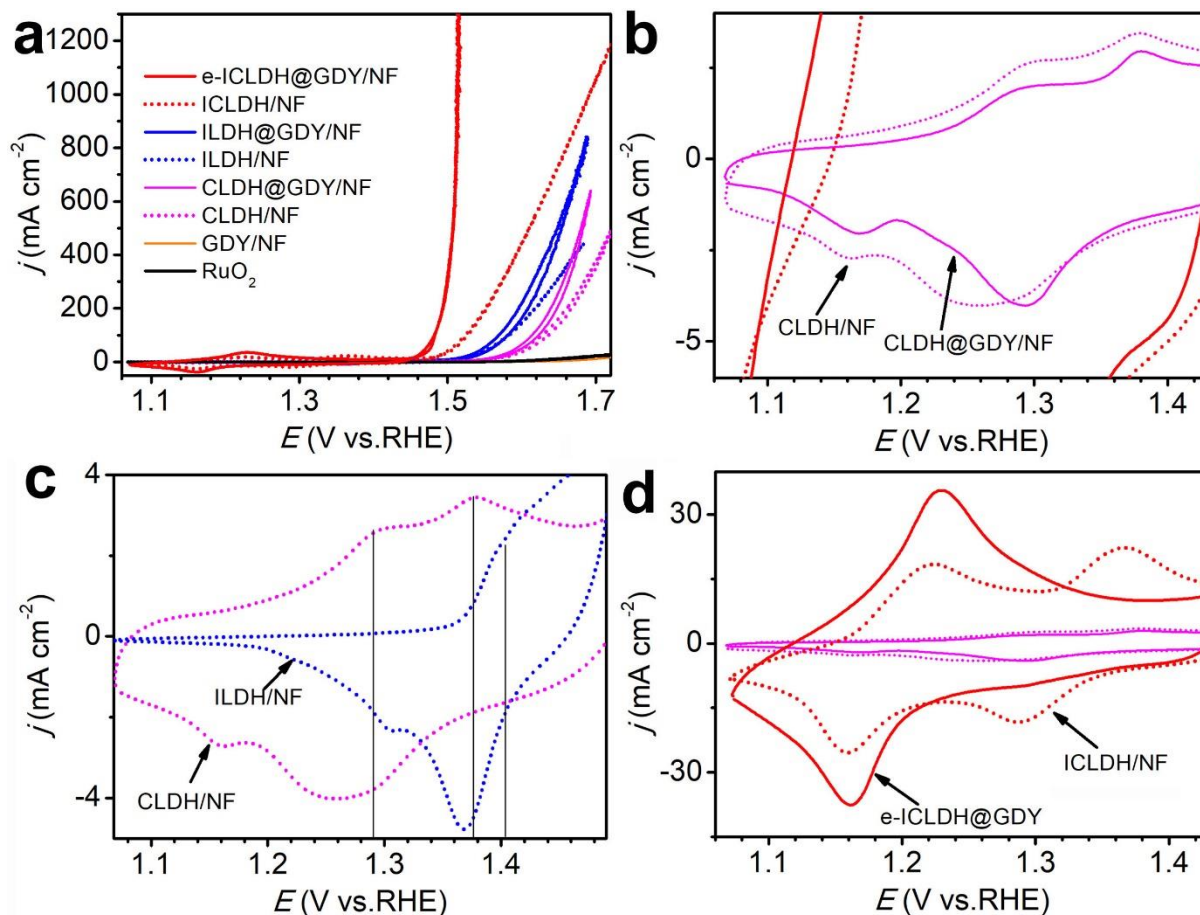 a
1200
1000
800
600
400
200
0
j (mA cm⁻²)
e-ICLDH@GDY/NF
ICLDH/NF
ILDH@GDY/NF
ILDH/NF
CLDH@GDY/NF
CLDH/NF
GDY/NF
RuO₂
1.1 1.3 1.5 1.7
E (V vs.RHE)
b
0
-5
j (mA cm⁻²)
CLDH/NF
CLDH@GDY/NF
1.1 1.2 1.3 1.4
E (V vs.RHE)
c
4
0
-4
j (mA cm⁻²)
ILDH/NF
CLDH/NF
1.1 1.2 1.3 1.4
E (V vs.RHE)
d
30
0
-30
j (mA cm⁻²)
ICLDH/NF
e-ICLDH@GDY
1.1 1.2 1.3 1.4
E (V vs.RHE)